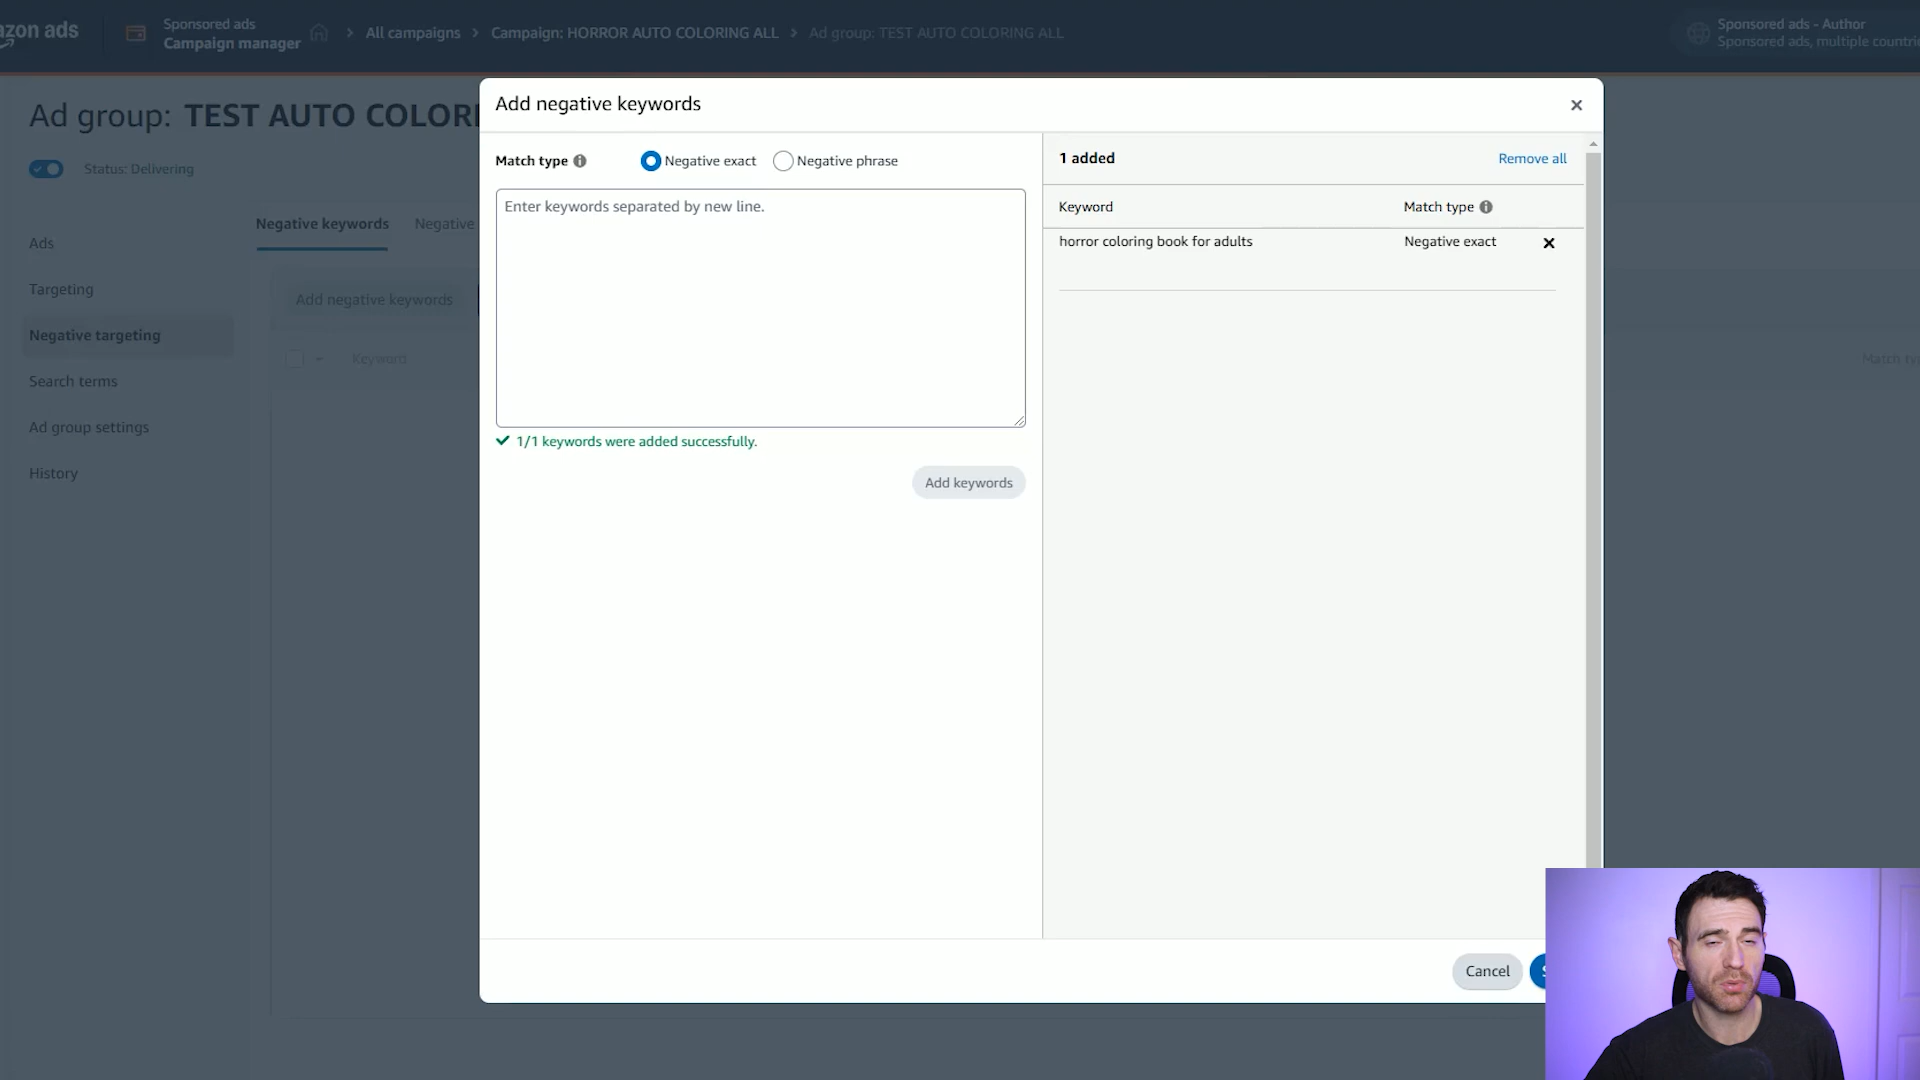 azon ads
Sponsored ads
Campaign manager
All campaigns
Campaign: HORROR AUTO COLORING ALL
Ad group: TEST AUTO COLORING ALL
Sponsored ads - Author
Sponsored ads, multiple countrie
Ad group: TEST AUTO COLORI
Status: Delivering
Ads
Targeting
Negative targeting
Search terms
Ad group settings
History
Negative keywords
Negative
Add negative keywords
Keyword
Match typ
Add negative keywords
Match type
Negative exact
Negative phrase
Enter keywords separated by new line.
1/1 keywords were added successfully.
Add keywords
1 added
Remove all
Keyword
Match type
horror coloring book for adults
Negative exact
Cancel